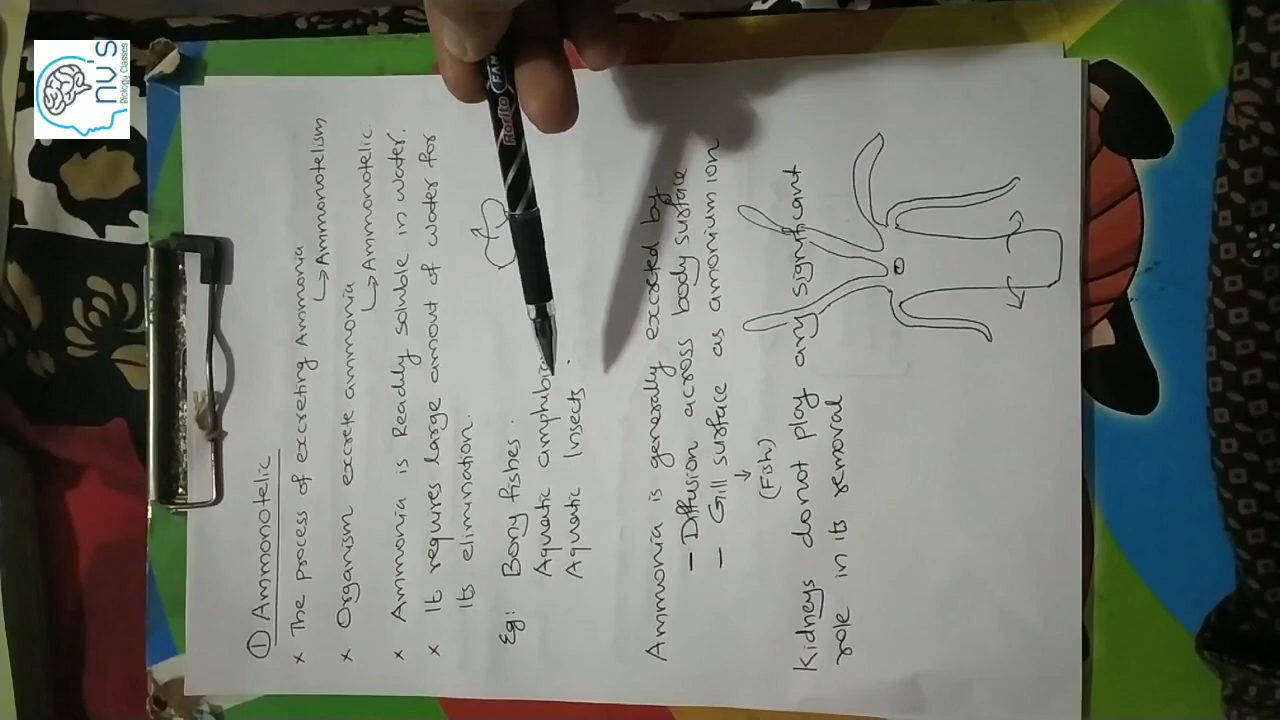 nu's
Biology Classes
① Ammonotelic
x The process of excreting Ammonia
↳ Ammonotelism
x Organism excrete ammonia
↳ Ammonotelic
x Ammonia is Readily soluble in water.
x It requires large amout of water for
its elimination.
Eg: Bony fishes.
Aquatic amphibia
Aquatic Insects.
Ammonia is generally excreted by
- Diffusion across body surface
- Gill surface as amonium ion
↓
(Fish)
Kidneys donot play any significant
role in its removal